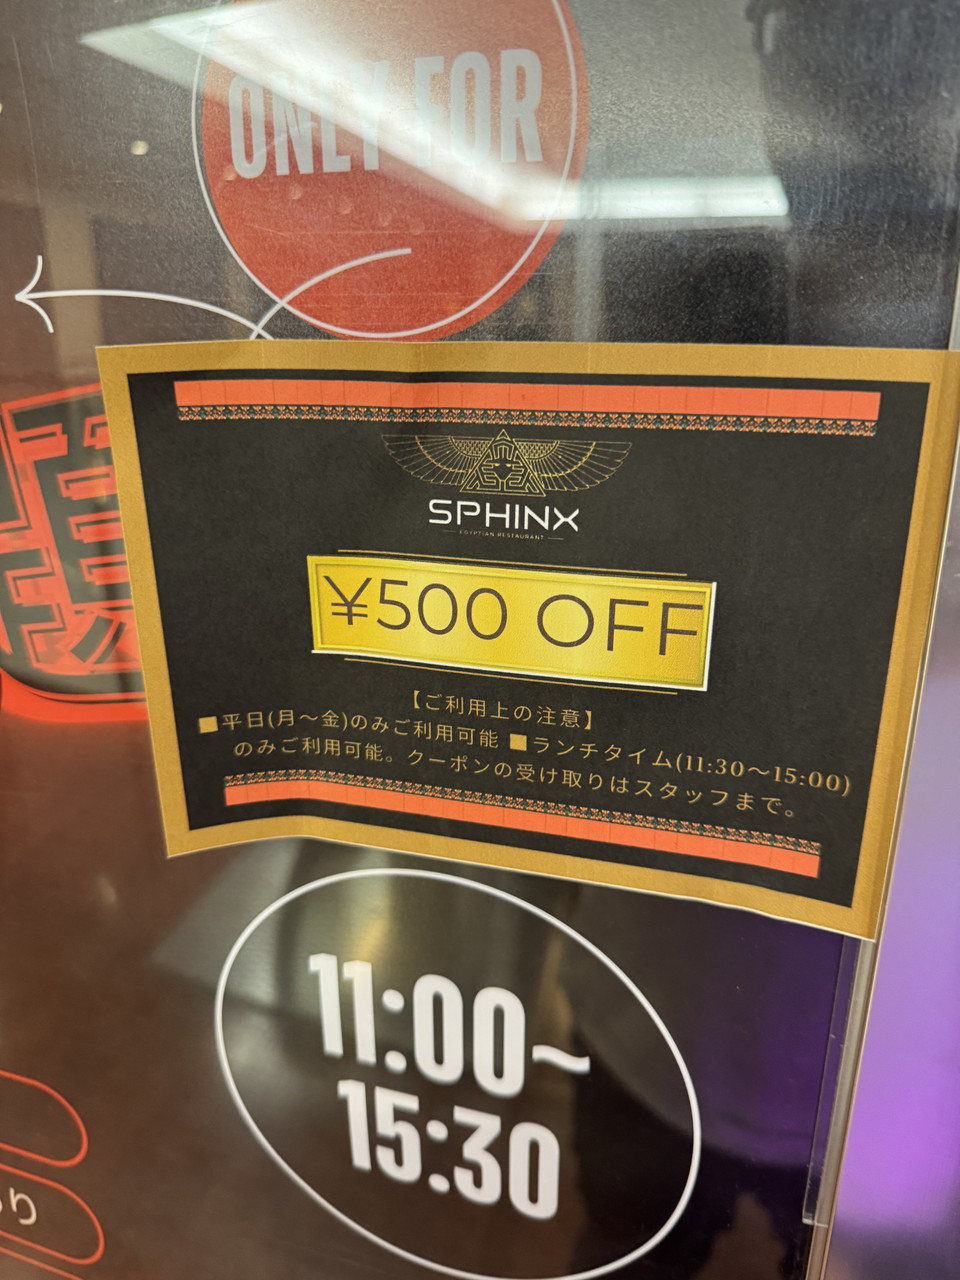 ONLY FOR
SPHINX
EGYPTIAN RESTAURANT
¥500 OFF
【ご利用上の注意】
■平日(月～金)のみご利用可能 ■ランチタイム(11:30～15:00)
のみご利用可能。クーポンの受け取りはスタッフまで。
11:00~
15:30
り